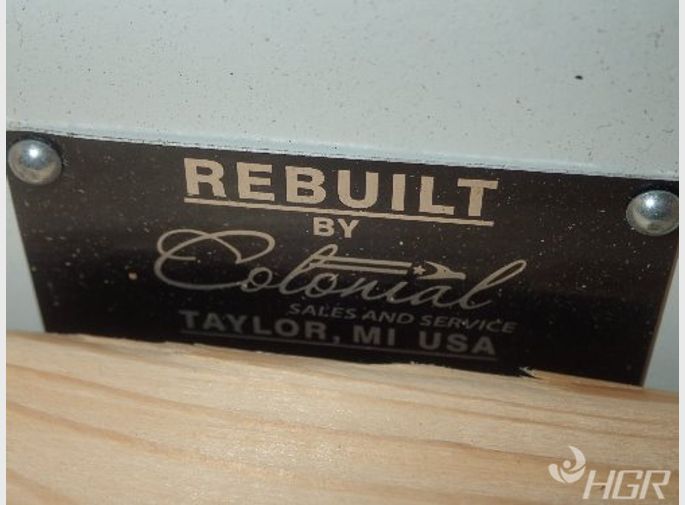 REBUILT
BY
Colonial
SALES AND SERVICE
TAYLOR, MI USA
HGR